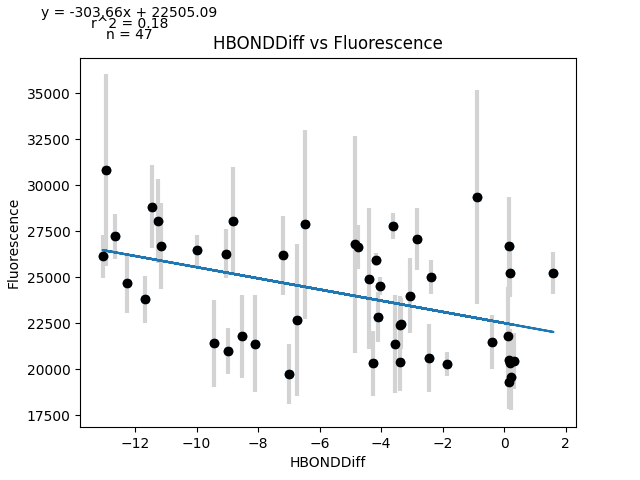 y = -303.66x + 22505.09
r^2 = 0.18
n = 47
HBONDDiff vs Fluorescence
35000
32500
30000
27500
25000
22500
20000
17500
Fluorescence
−12 −10 −8 −6 −4 −2 0 2
HBONDDiff